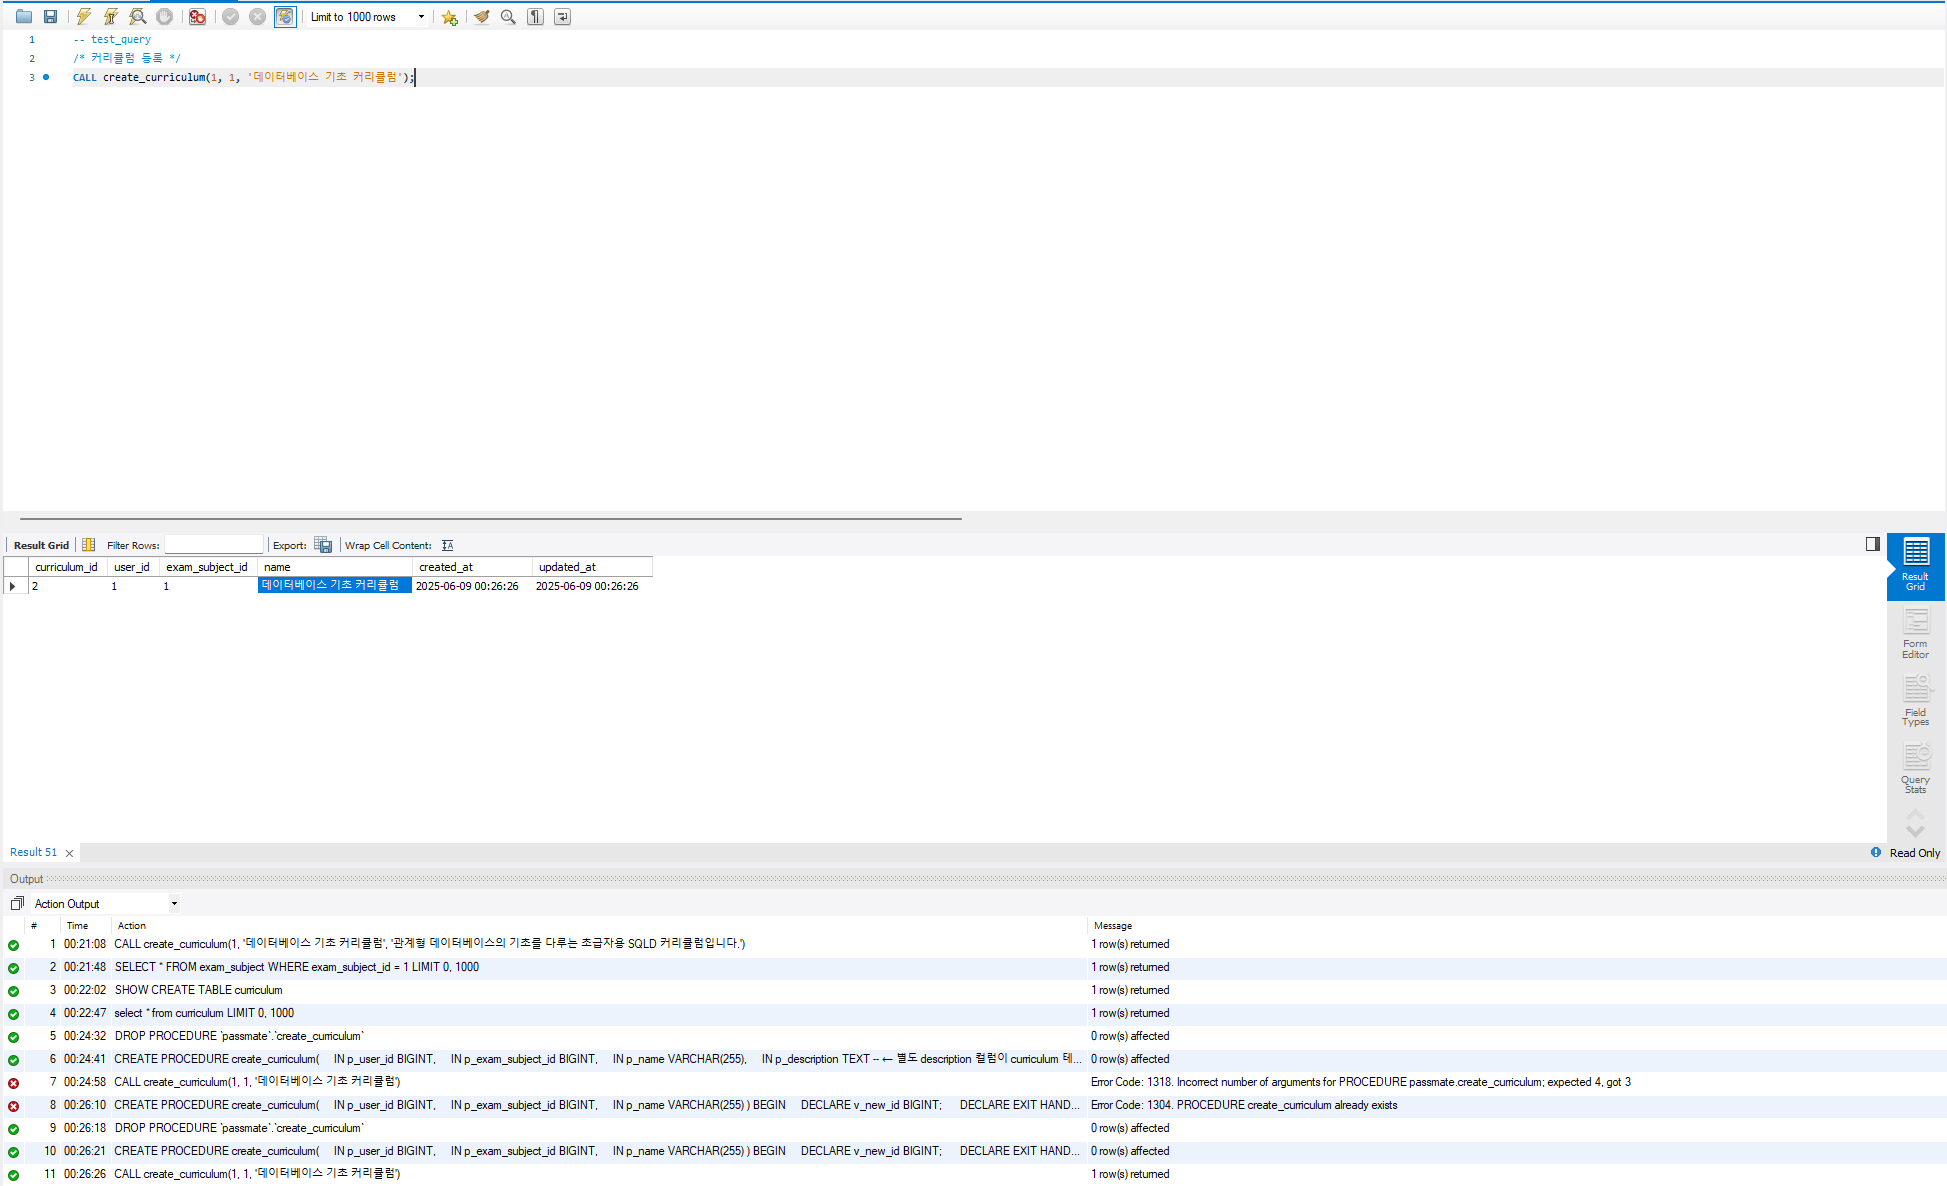 Limit to 1000 rows
1 -- test_query
2 /* 커리큘럼 등록 */
3 CALL create_curriculum(1, 1, '데이터베이스 기초 커리큘럼');
Result Grid Filter Rows: Export: Wrap Cell Content:
curriculum_id user_id exam_subject_id name created_at updated_at
2 1 1 데이터베이스 기초 커리큘럼 2025-06-09 00:26:26 2025-06-09 00:26:26
Result
Grid
Form
Editor
Field
Types
Query
Stats
Result 51
Read Only
Output
Action Output
# Time Action Message
1 00:21:08 CALL create_curriculum(1, '데이터베이스 기초 커리큘럼', '관계형 데이터베이스의 기초를 다루는 초급자용 SQLD 커리큘럼입니다.') 1 row(s) returned
2 00:21:48 SELECT * FROM exam_subject WHERE exam_subject_id = 1 LIMIT 0, 1000 1 row(s) returned
3 00:22:02 SHOW CREATE TABLE curriculum 1 row(s) returned
4 00:22:47 select * from curriculum LIMIT 0, 1000 1 row(s) returned
5 00:24:32 DROP PROCEDURE `passmate`.`create_curriculum` 0 row(s) affected
6 00:24:41 CREATE PROCEDURE create_curriculum( IN p_user_id BIGINT, IN p_exam_subject_id BIGINT, IN p_name VARCHAR(255), IN p_description TEXT -- ← 별도 description 컬럼이 curriculum 테... 0 row(s) affected
7 00:24:58 CALL create_curriculum(1, 1, '데이터베이스 기초 커리큘럼') Error Code: 1318. Incorrect number of arguments for PROCEDURE passmate.create_curriculum; expected 4, got 3
8 00:26:10 CREATE PROCEDURE create_curriculum( IN p_user_id BIGINT, IN p_exam_subject_id BIGINT, IN p_name VARCHAR(255) ) BEGIN DECLARE v_new_id BIGINT; DECLARE EXIT HAND... Error Code: 1304. PROCEDURE create_curriculum already exists
9 00:26:18 DROP PROCEDURE `passmate`.`create_curriculum` 0 row(s) affected
10 00:26:21 CREATE PROCEDURE create_curriculum( IN p_user_id BIGINT, IN p_exam_subject_id BIGINT, IN p_name VARCHAR(255) ) BEGIN DECLARE v_new_id BIGINT; DECLARE EXIT HAND... 0 row(s) affected
11 00:26:26 CALL create_curriculum(1, 1, '데이터베이스 기초 커리큘럼') 1 row(s) returned